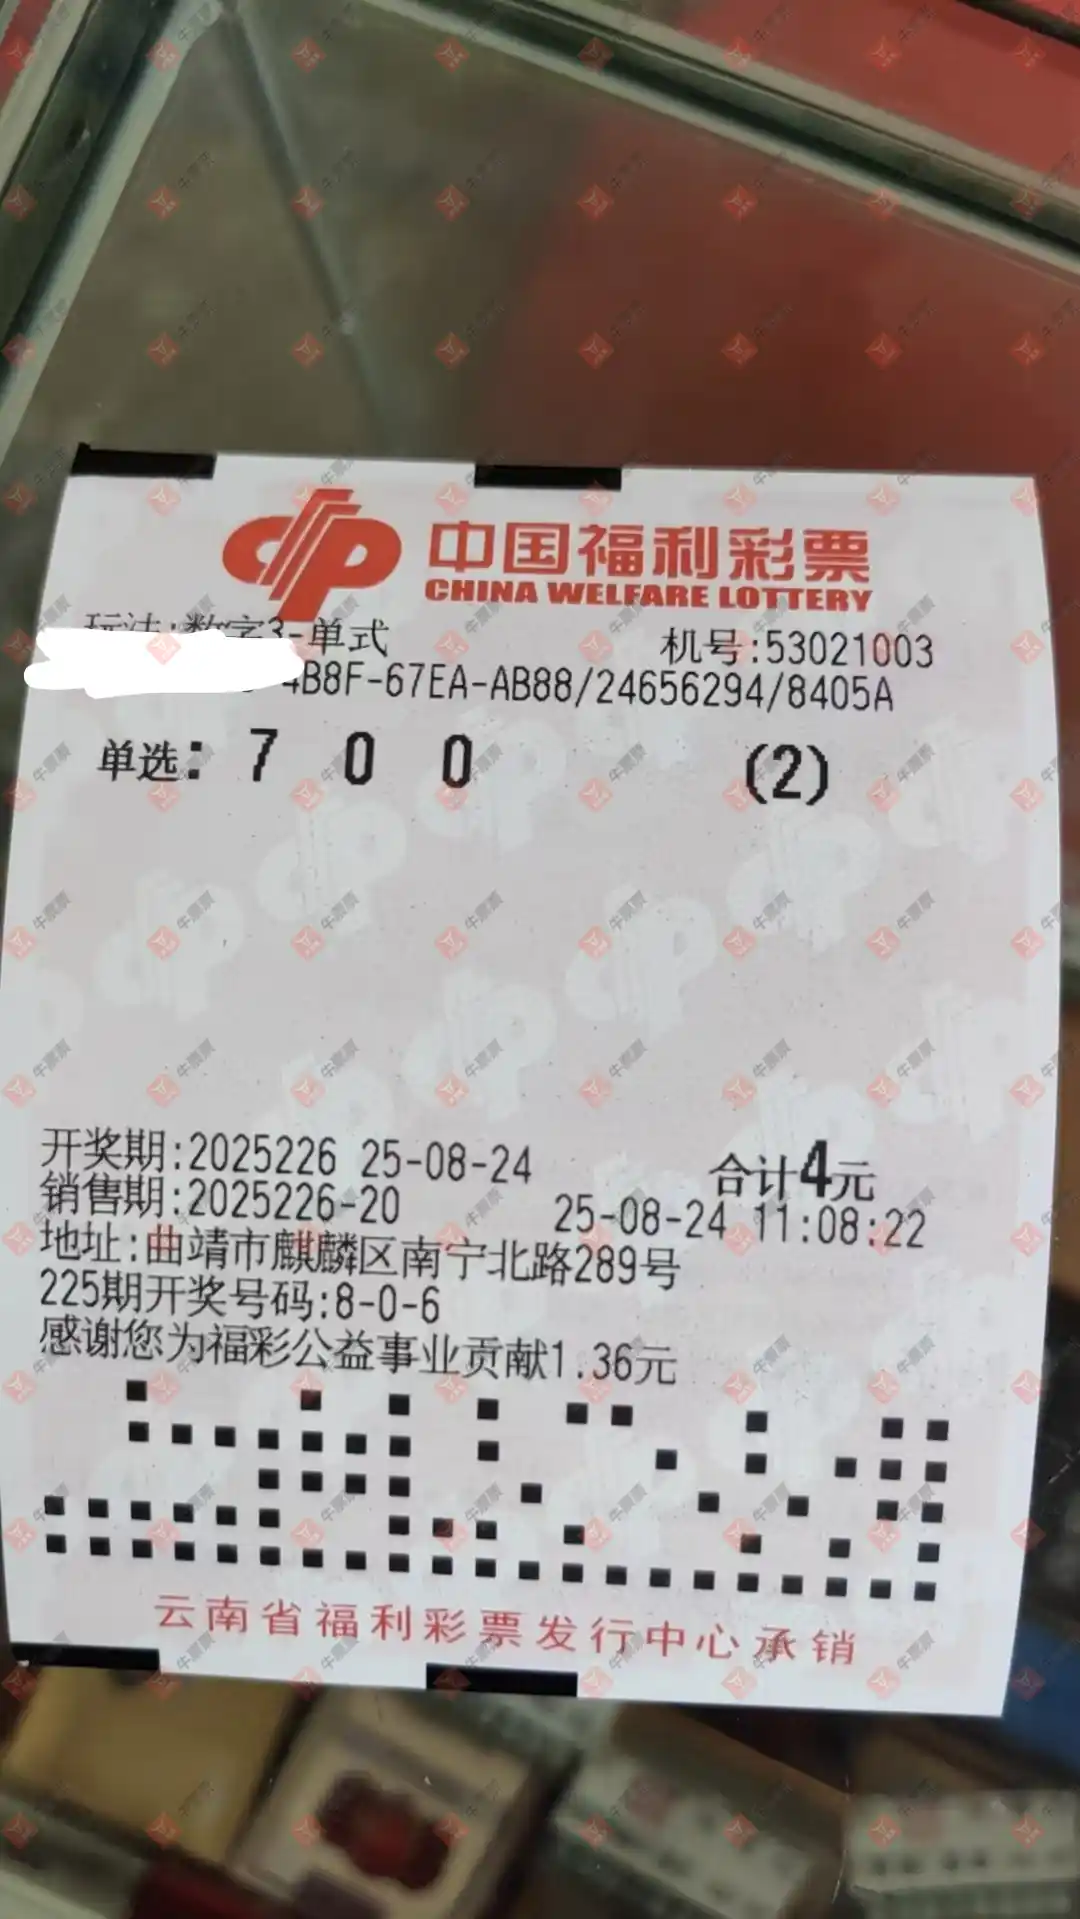 中国福利彩票
CHINA WELFARE LOTTERY
玩法:数字3-单式 机号:53021003
4B8F-67EA-AB88/24656294/8405A
单选: 7 0 0 (2)
开奖期:2025226 25-08-24 合计4元
销售期:2025226-20 25-08-24 11:08:22
地址:曲靖市麒麟区南宁北路289号
225期开奖号码:8-0-6
感谢您为福彩公益事业贡献1.36元
云南省福利彩票发行中心承销
牛票票